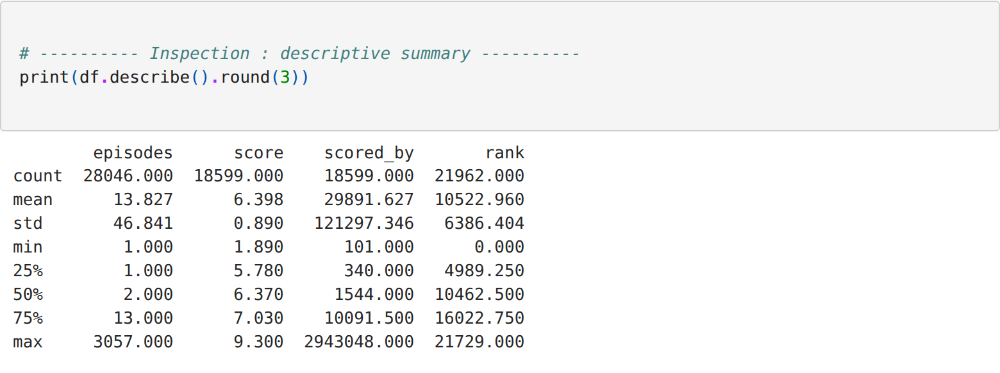 # ---------- Inspection : descriptive summary ----------
print(df.describe().round(3))
episodes score scored_by rank
count 28046.000 18599.000 18599.000 21962.000
mean 13.827 6.398 29891.627 10522.960
std 46.841 0.890 121297.346 6386.404
min 1.000 1.890 101.000 0.000
25% 1.000 5.780 340.000 4989.250
50% 2.000 6.370 1544.000 10462.500
75% 13.000 7.030 10091.500 16022.750
max 3057.000 9.300 2943048.000 21729.000